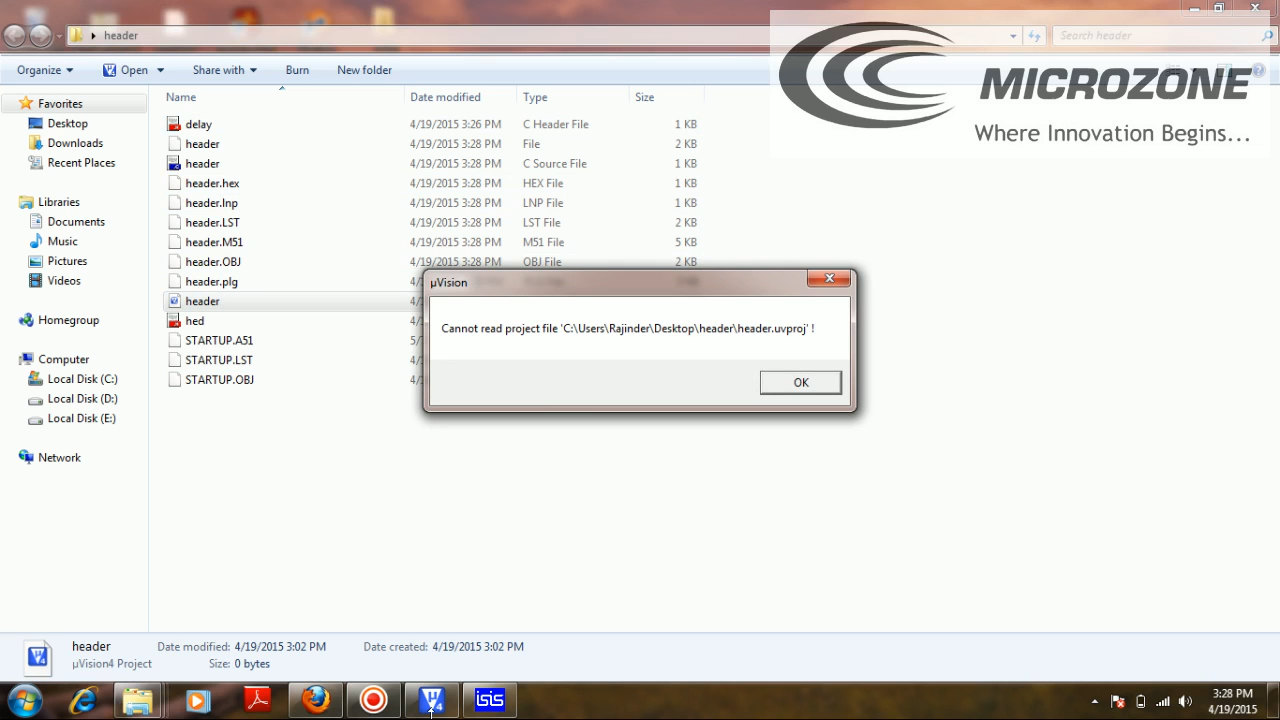 header
Search header
MICROZONE
Where Innovation Begins...
Organize Open Share with Burn New folder
Favorites
Desktop
Downloads
Recent Places
Libraries
Documents
Music
Pictures
Videos
Homegroup
Computer
Local Disk (C:)
Local Disk (D:)
Local Disk (E:)
Network
Name Date modified Type Size
delay 4/19/2015 3:26 PM C Header File 1 KB
header 4/19/2015 3:28 PM File 2 KB
header 4/19/2015 3:28 PM C Source File 1 KB
header.hex 4/19/2015 3:28 PM HEX File 1 KB
header.lnp 4/19/2015 3:28 PM LNP File 1 KB
header.LST 4/19/2015 3:28 PM LST File 2 KB
header.M51 4/19/2015 3:28 PM M51 File 5 KB
header.OBJ 4/19/2015 3:28 PM OBJ File 2 KB
header.plg
header
hed
STARTUP.A51
STARTUP.LST
STARTUP.OBJ
µVision
Cannot read project file 'C:\Users\Rajinder\Desktop\header\header.uvproj' !
OK
header Date modified: 4/19/2015 3:02 PM Date created: 4/19/2015 3:02 PM
µVision4 Project Size: 0 bytes
isis
3:28 PM
4/19/2015